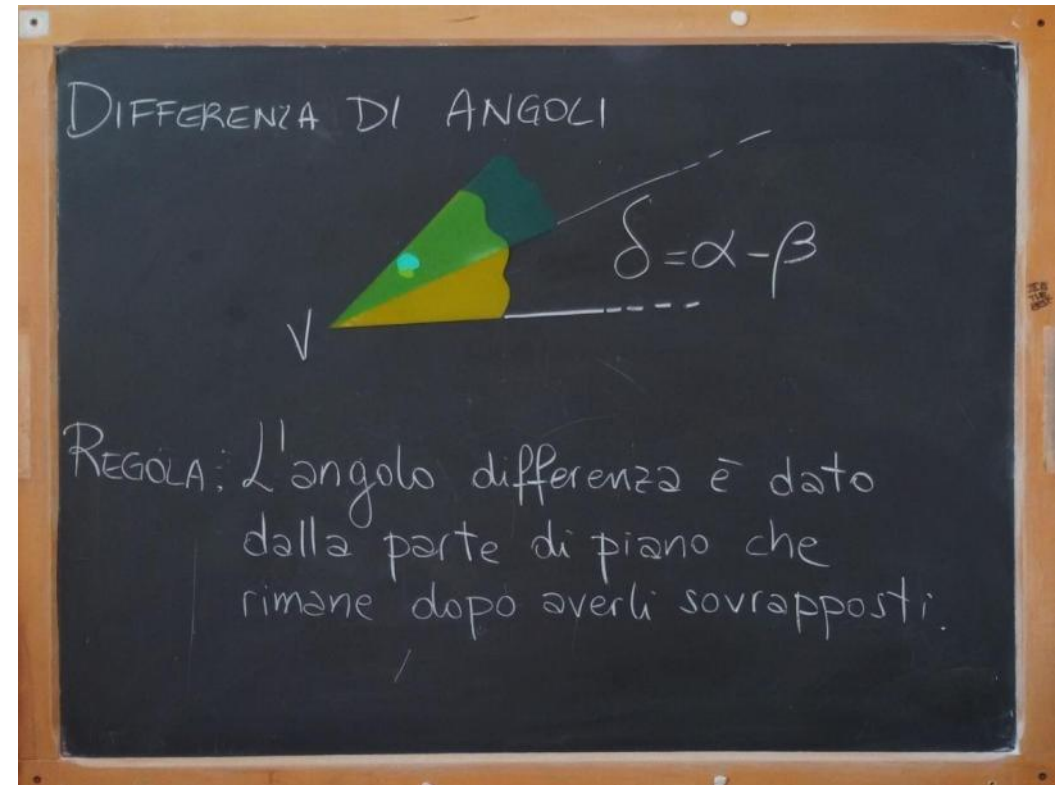 DIFFERENZA DI ANGOLI
δ=α-β
V
REGOLA: L'angolo differenza è dato
dalla parte di piano che
rimane dopo averli sovrapposti.